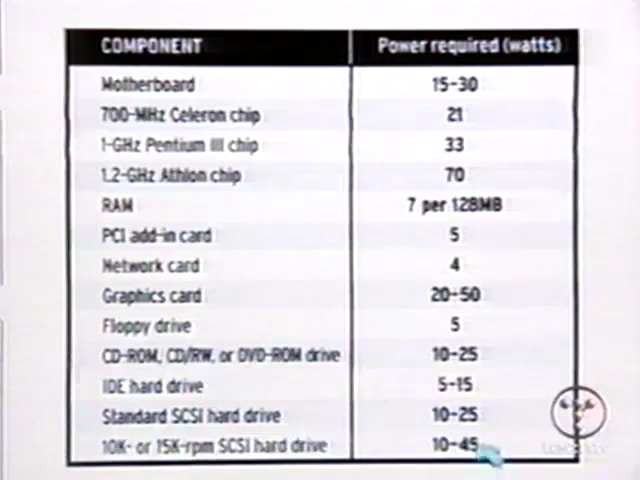 COMPONENT Power required (watts)
Motherboard 15-30
700-MHz Celeron chip 21
1-GHz Pentium III chip 33
1.2-GHz Athlon chip 70
RAM 7 per 128MB
PCI add-in card 5
Network card 4
Graphics card 20-50
Floppy drive 5
CD-ROM, CD/RW, or DVD-ROM drive 10-25
IDE hard drive 5-15
Standard SCSI hard drive 10-25
10K- or 15K-rpm SCSI hard drive 10-45